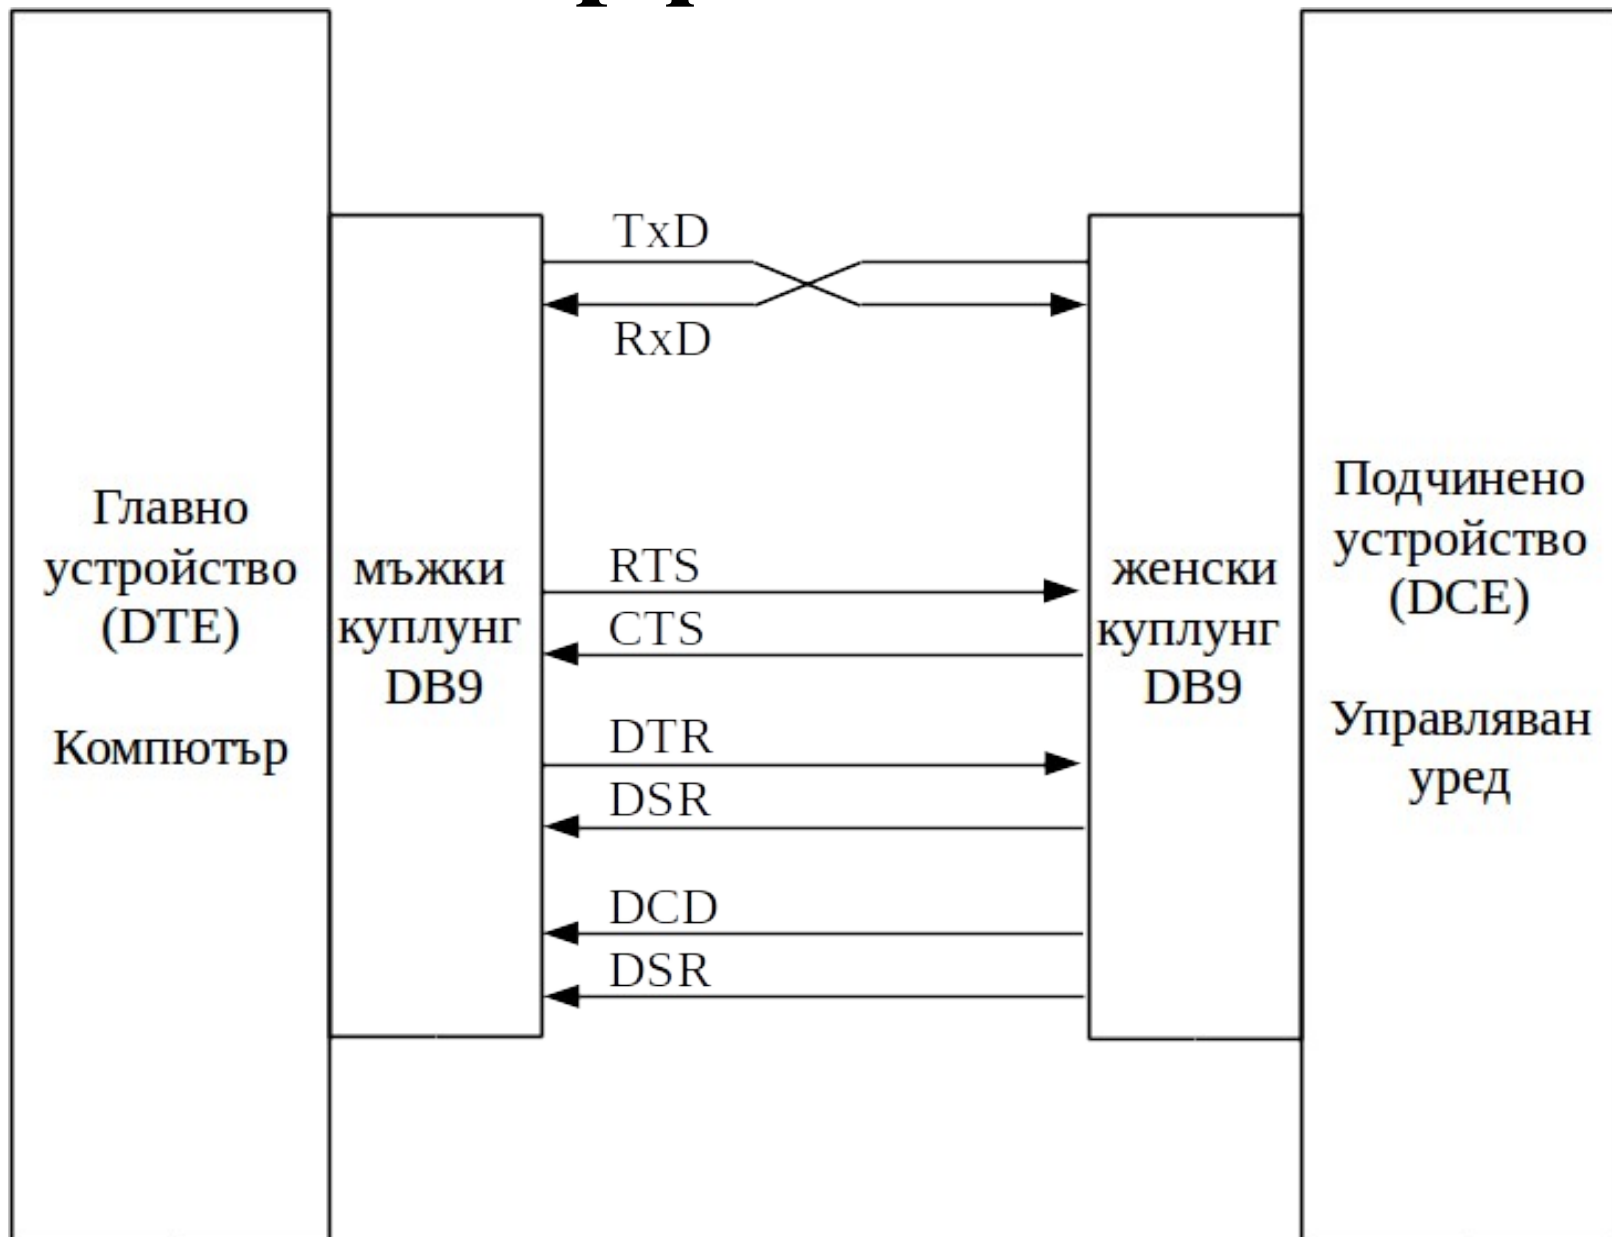 TxD
RxD
Главно
устройство
(DTE)
Компютър
мъжки
куплунг
DB9
RTS
CTS
DTR
DSR
DCD
DSR
женски
куплунг
DB9
Подчинено
устройство
(DCE)
Управляван
уред